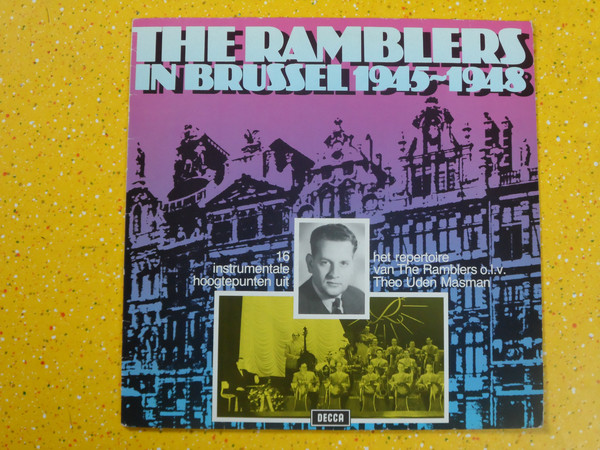 THE RAMBLERS
IN BRUSSEL 1945~1948
16
instrumentale
hoogtepunten uit
het repertoire
van The Ramblers o.l.v.
Theo Uden Masman
DECCA